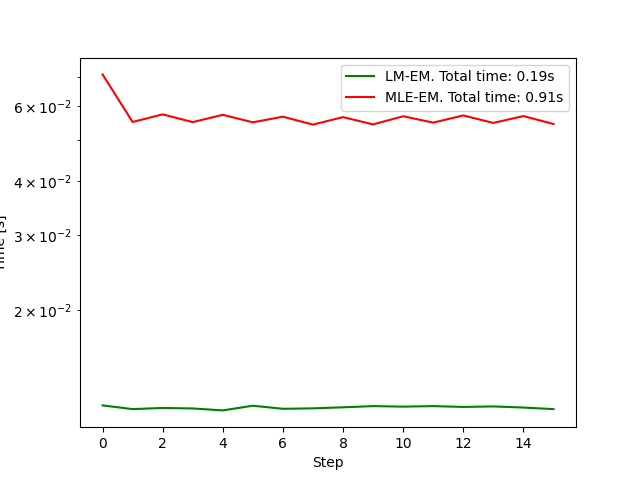 LM-EM. Total time: 0.19s
MLE-EM. Total time: 0.91s
6 × 10⁻²
4 × 10⁻²
3 × 10⁻²
2 × 10⁻²
[s]
0 2 4 6 8 10 12 14
Step